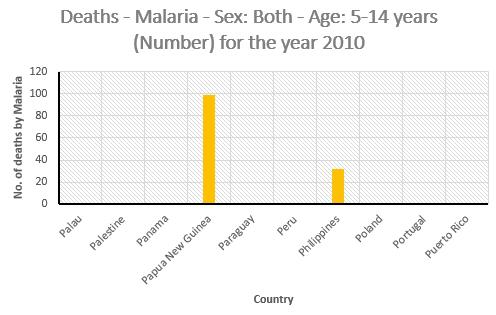 Deaths - Malaria - Sex: Both - Age: 5-14 years
(Number) for the year 2010
No. of deaths by Malaria
120
100
80
60
40
20
0
Palau
Palestine
Panama
Papua New Guinea
Paraguay
Peru
Philippines
Poland
Portugal
Puerto Rico
Country